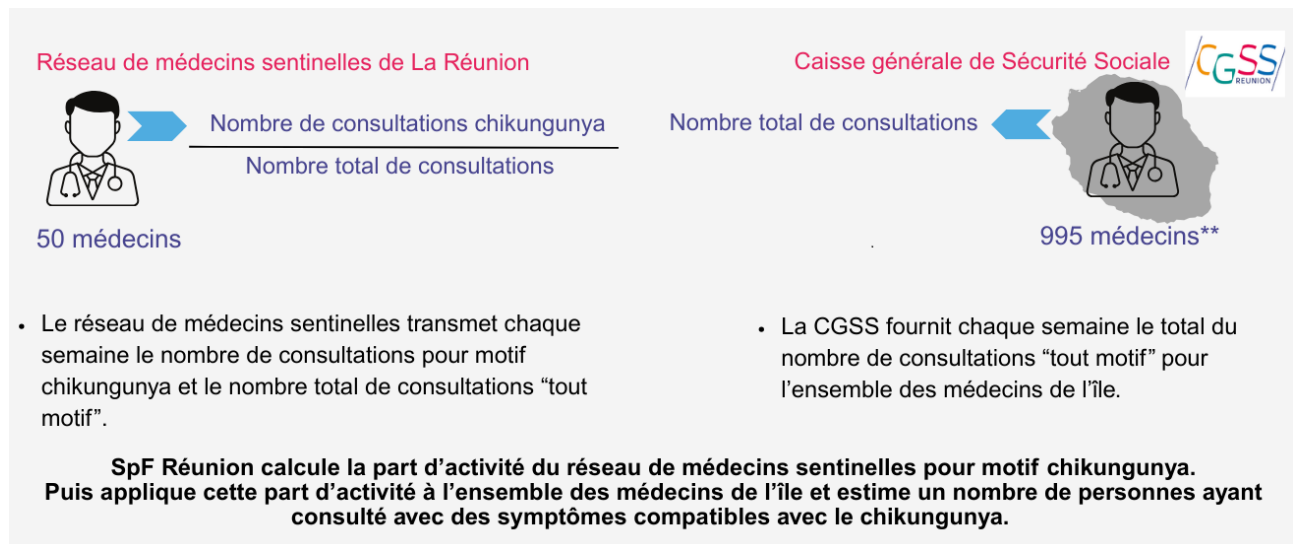 Réseau de médecins sentinelles de La Réunion
Nombre de consultations chikungunya
Nombre total de consultations
50 médecins
Caisse générale de Sécurité Sociale
CGSS
REUNION
Nombre total de consultations
995 médecins**
• Le réseau de médecins sentinelles transmet chaque
semaine le nombre de consultations pour motif
chikungunya et le nombre total de consultations “tout
motif”.
• La CGSS fournit chaque semaine le total du
nombre de consultations “tout motif” pour
l’ensemble des médecins de l’île.
SpF Réunion calcule la part d’activité du réseau de médecins sentinelles pour motif chikungunya.
Puis applique cette part d’activité à l’ensemble des médecins de l’île et estime un nombre de personnes ayant
consulté avec des symptômes compatibles avec le chikungunya.